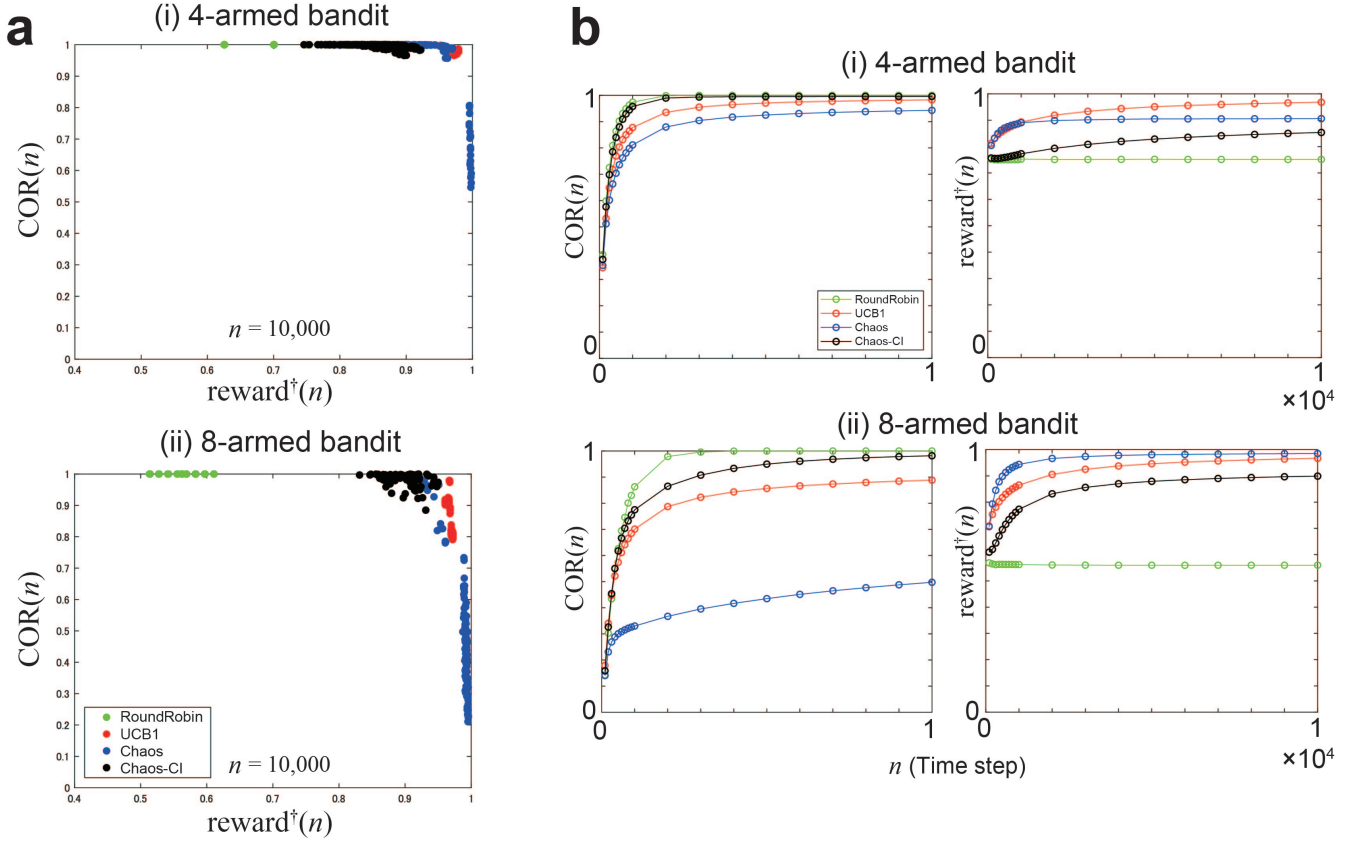 a
(i) 4-armed bandit
1
0.9
0.8
0.7
0.6
0.5
0.4
0.3
0.2
0.1
0
COR(n)
n = 10,000
0.4 0.5 0.6 0.7 0.8 0.9 1
reward†(n)
(ii) 8-armed bandit
1
0.9
0.8
0.7
0.6
0.5
0.4
0.3
0.2
0.1
0
COR(n)
RoundRobin
UCB1
Chaos
Chaos-CI
n = 10,000
0.4 0.5 0.6 0.7 0.8 0.9 1
reward†(n)
b
(i) 4-armed bandit
1
COR(n)
0
RoundRobin
UCB1
Chaos
Chaos-CI
0 1
1
reward†(n)
0
0 1
×10⁴
(ii) 8-armed bandit
1
COR(n)
0
0 1
1
reward†(n)
0
0 1
×10⁴
n (Time step)